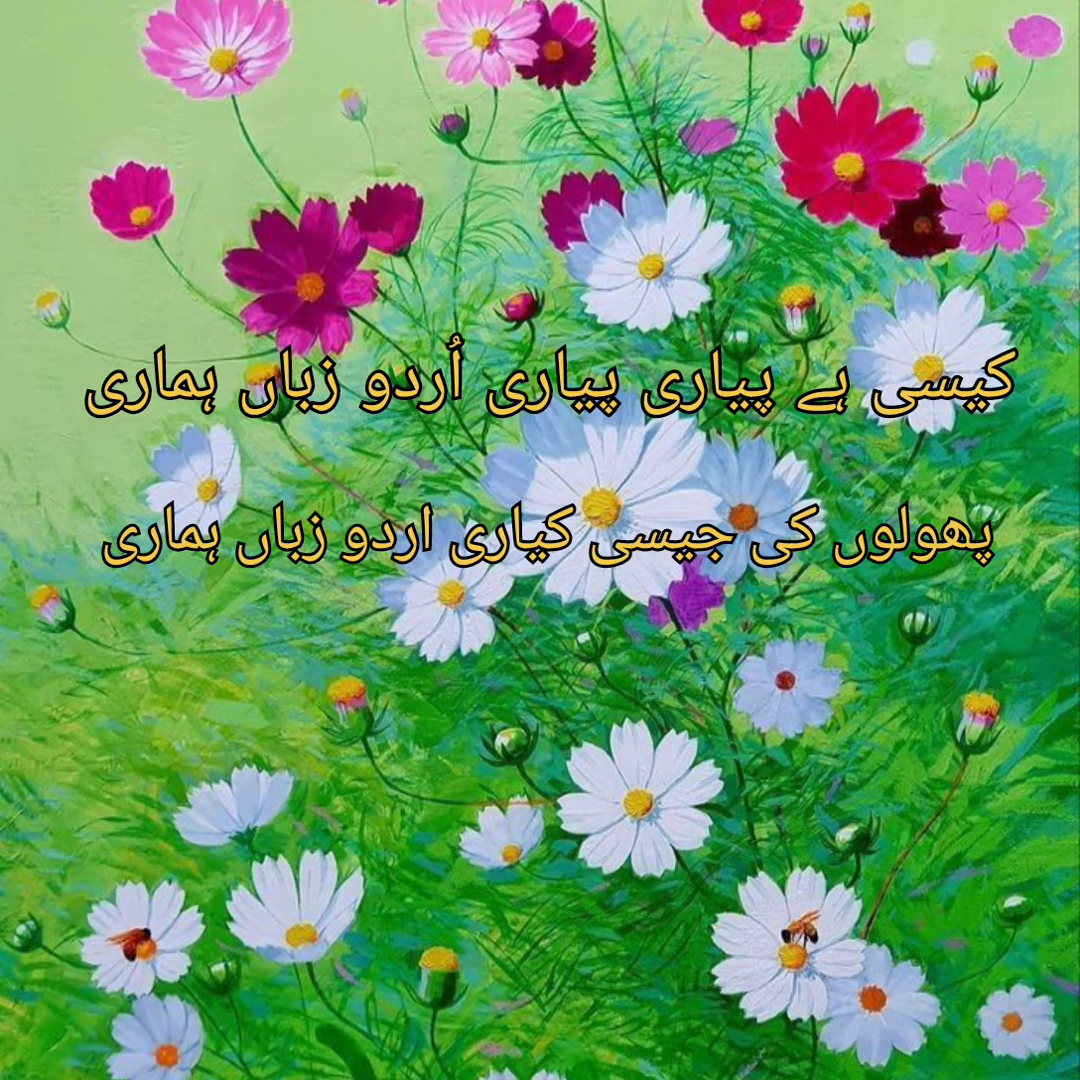 کیسی ہے پیاری پیاری اُردو زباں ہماری
پھولوں کی جیسی کیاری اردو زباں ہماری